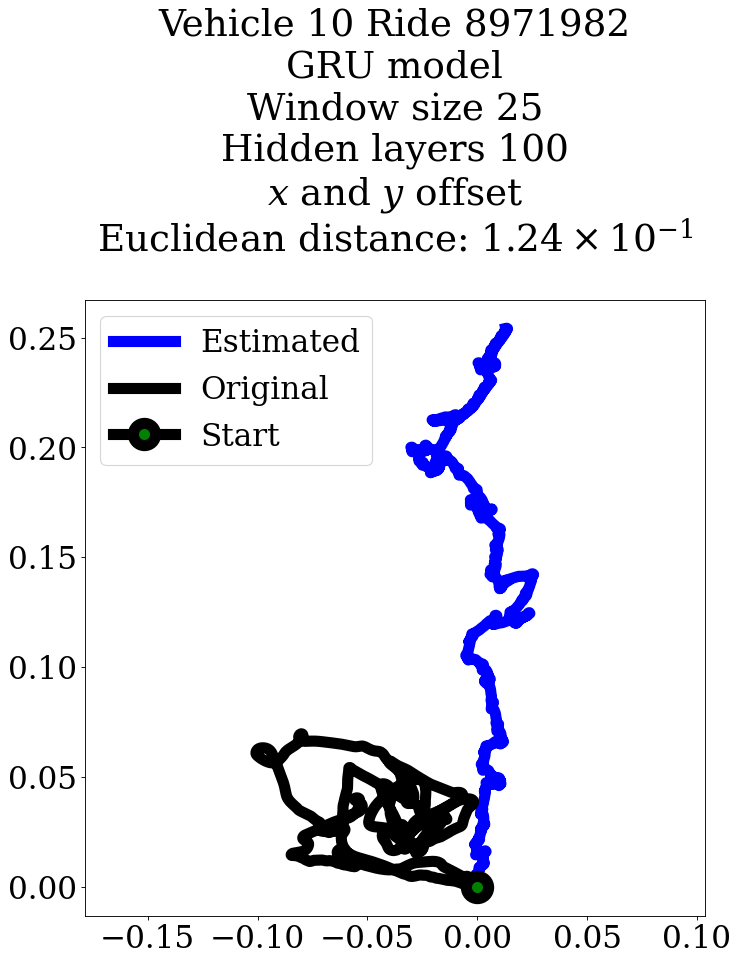 Vehicle 10 Ride 8971982
GRU model
Window size 25
Hidden layers 100
x and y offset
Euclidean distance: 1.24 × 10⁻¹
Estimated
Original
Start
0.25
0.20
0.15
0.10
0.05
0.00
−0.15 −0.10 −0.05 0.00 0.05 0.10